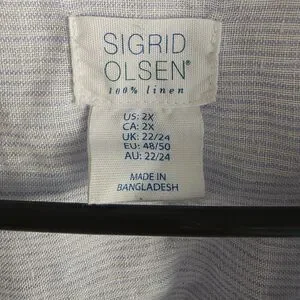 SIGRID
OLSEN®
100% linen
US: 2X
CA: 2X
UK: 22/24
EU: 48/50
AU: 22/24
MADE IN
BANGLADESH